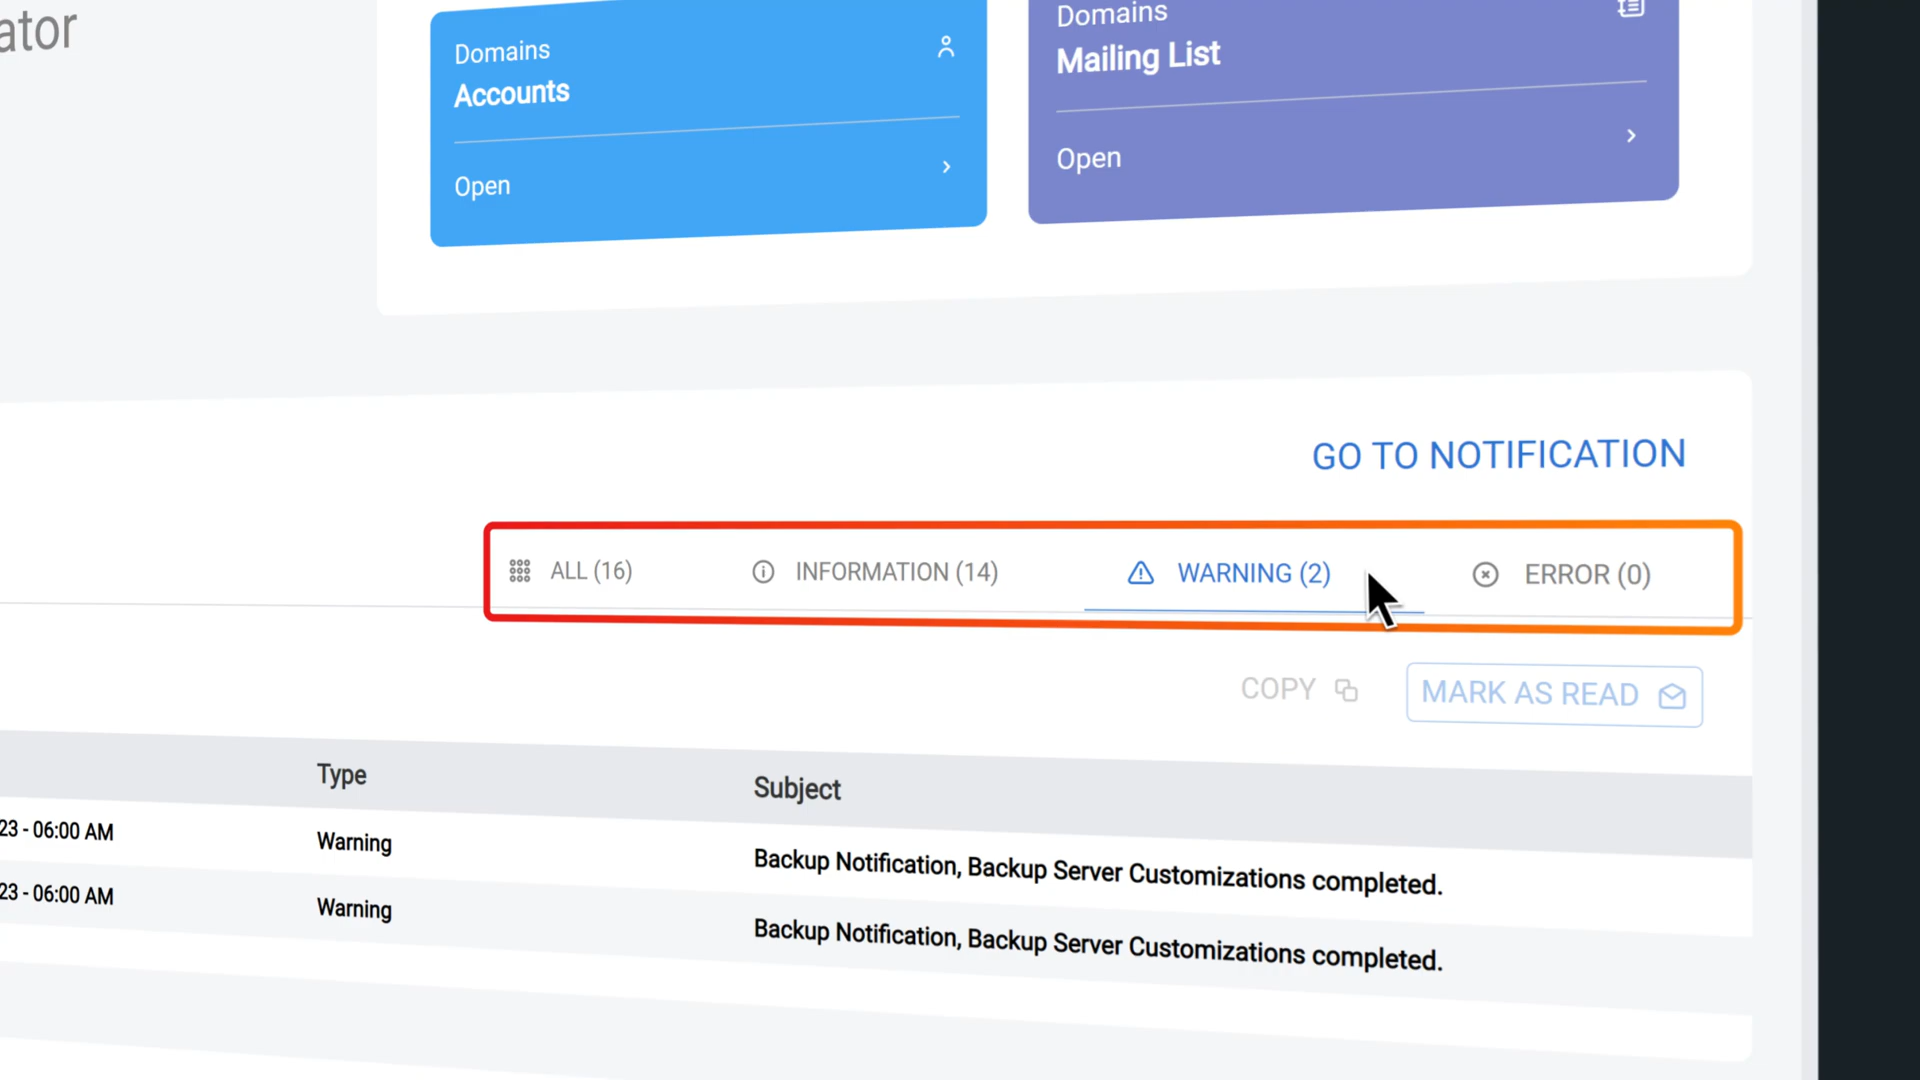 ator
Domains
Accounts
Open
Domains
Mailing List
Open
GO TO NOTIFICATION
ALL (16)
INFORMATION (14)
WARNING (2)
ERROR (0)
COPY
MARK AS READ
Type
Subject
23 - 06:00 AM
Warning
Backup Notification, Backup Server Customizations completed.
23 - 06:00 AM
Warning
Backup Notification, Backup Server Customizations completed.